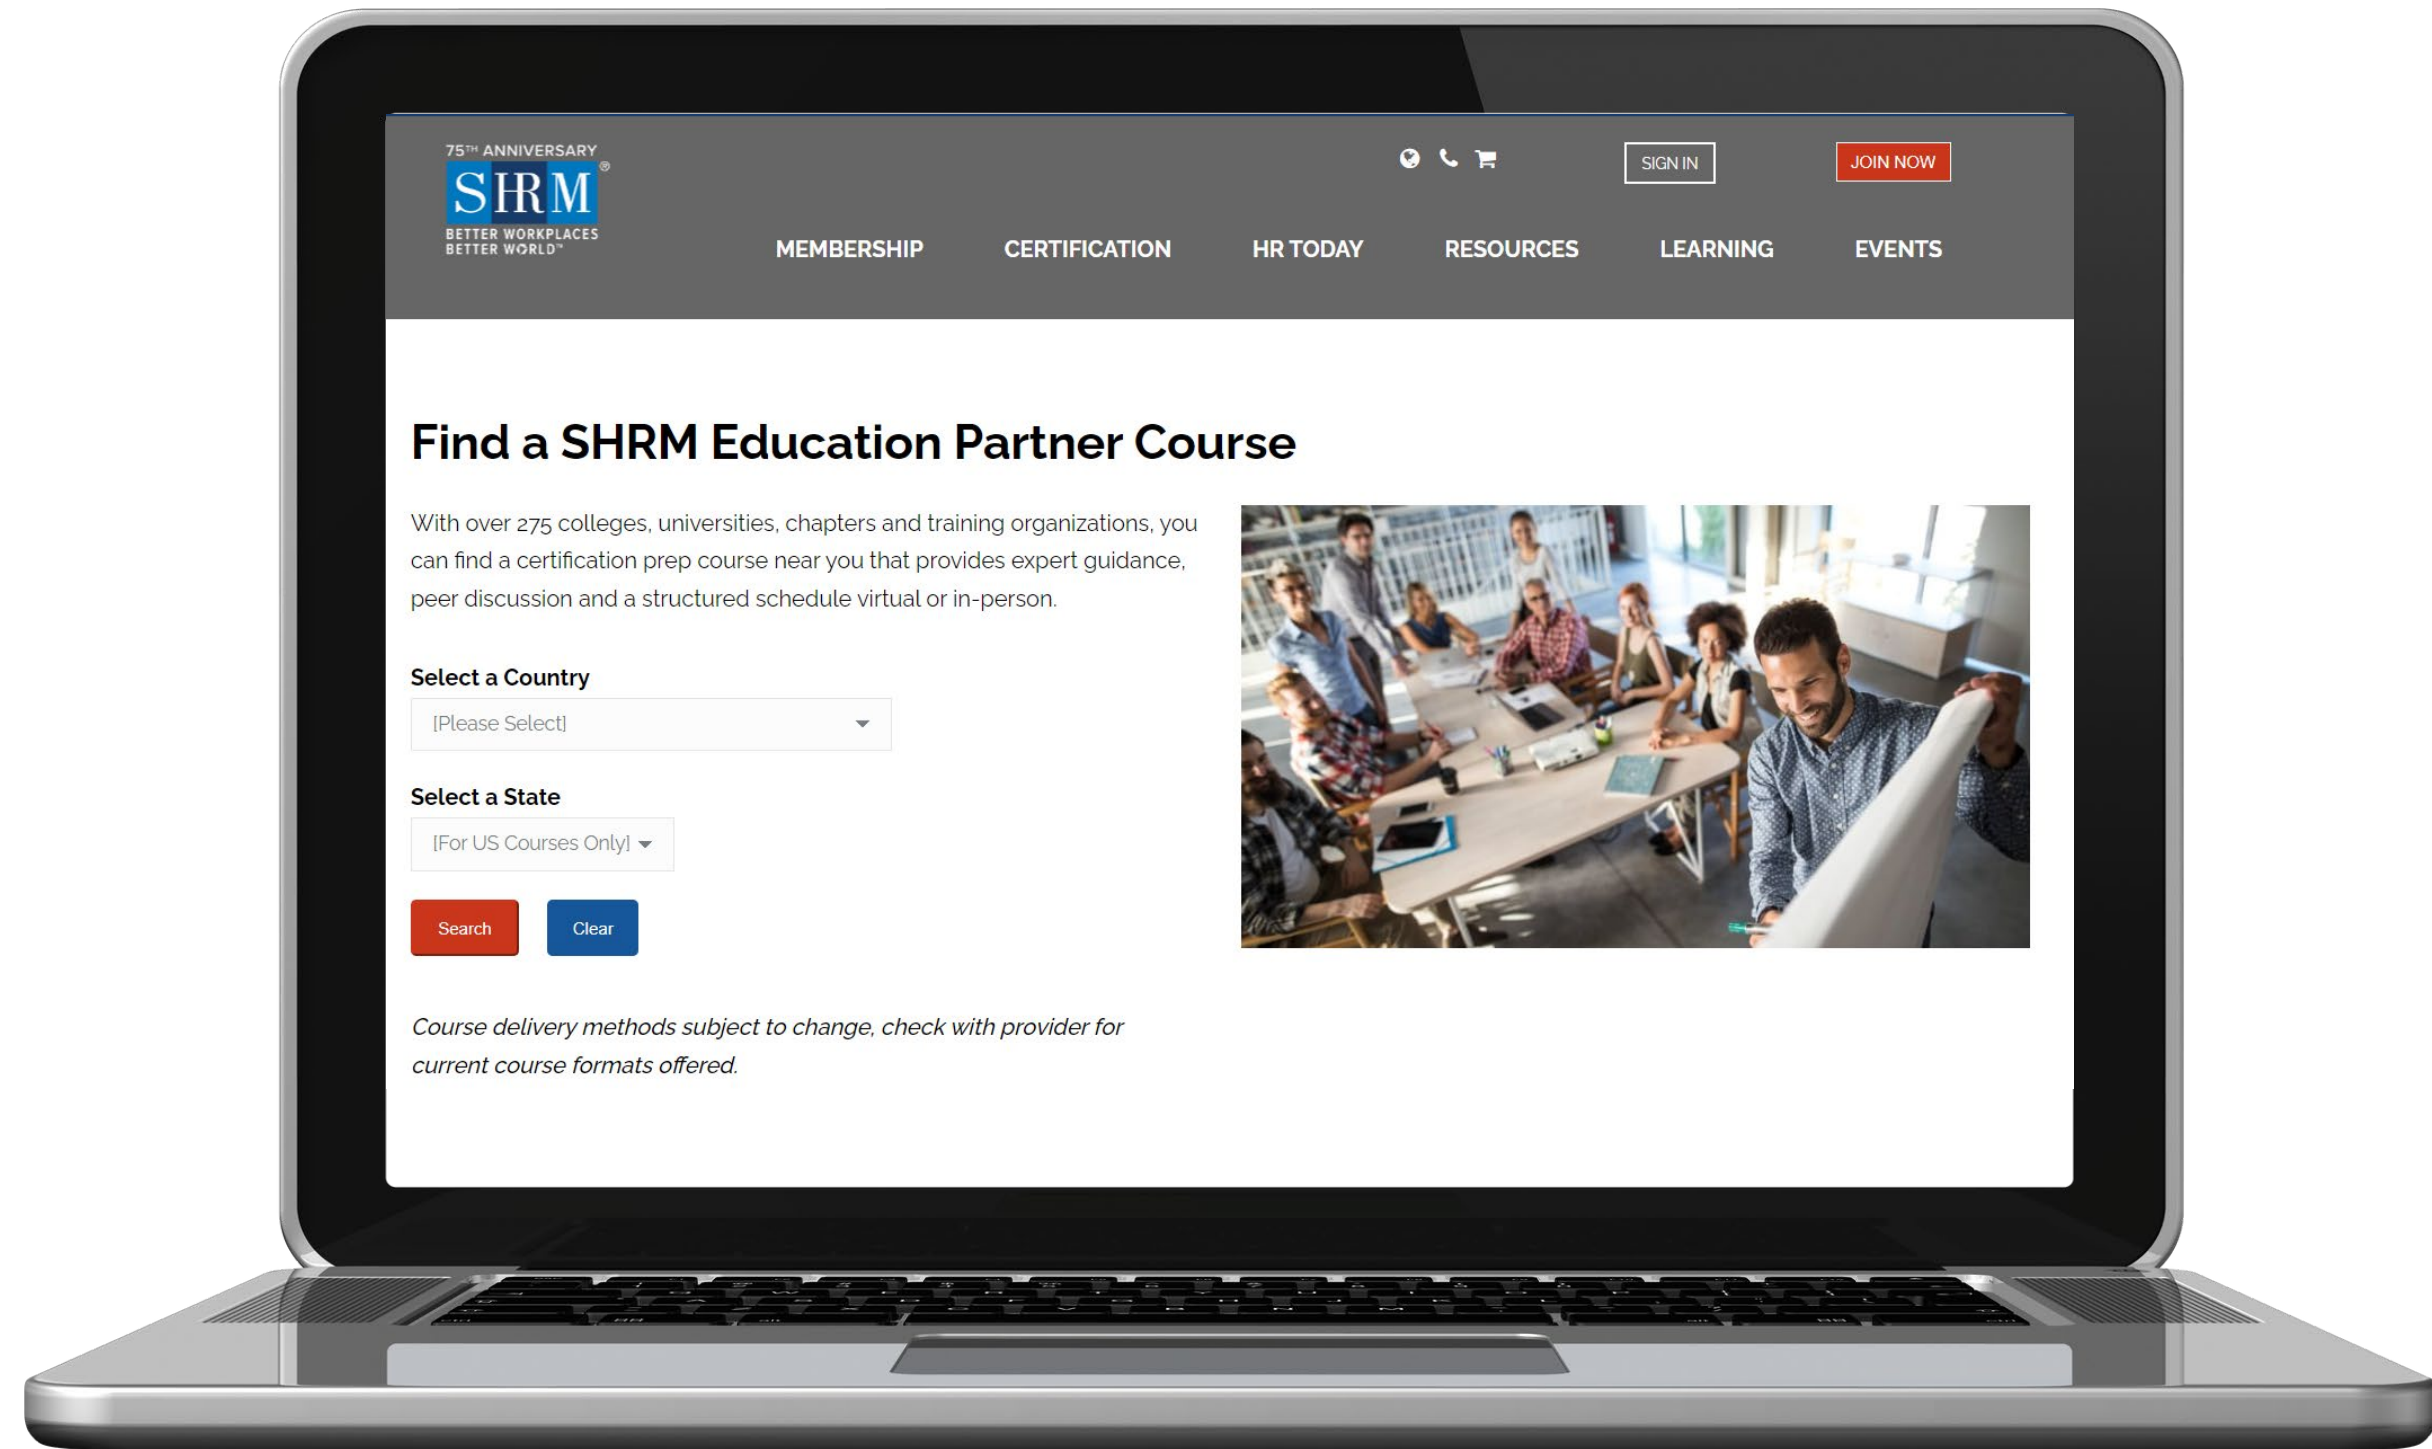 75TH ANNIVERSARY
SHRM®
BETTER WORKPLACES
BETTER WORLD™
SIGN IN
JOIN NOW
MEMBERSHIP CERTIFICATION HR TODAY RESOURCES LEARNING EVENTS
Find a SHRM Education Partner Course
With over 275 colleges, universities, chapters and training organizations, you
can find a certification prep course near you that provides expert guidance,
peer discussion and a structured schedule virtual or in-person.
Select a Country
[Please Select]
Select a State
[For US Courses Only]
Search Clear
Course delivery methods subject to change, check with provider for
current course formats offered.